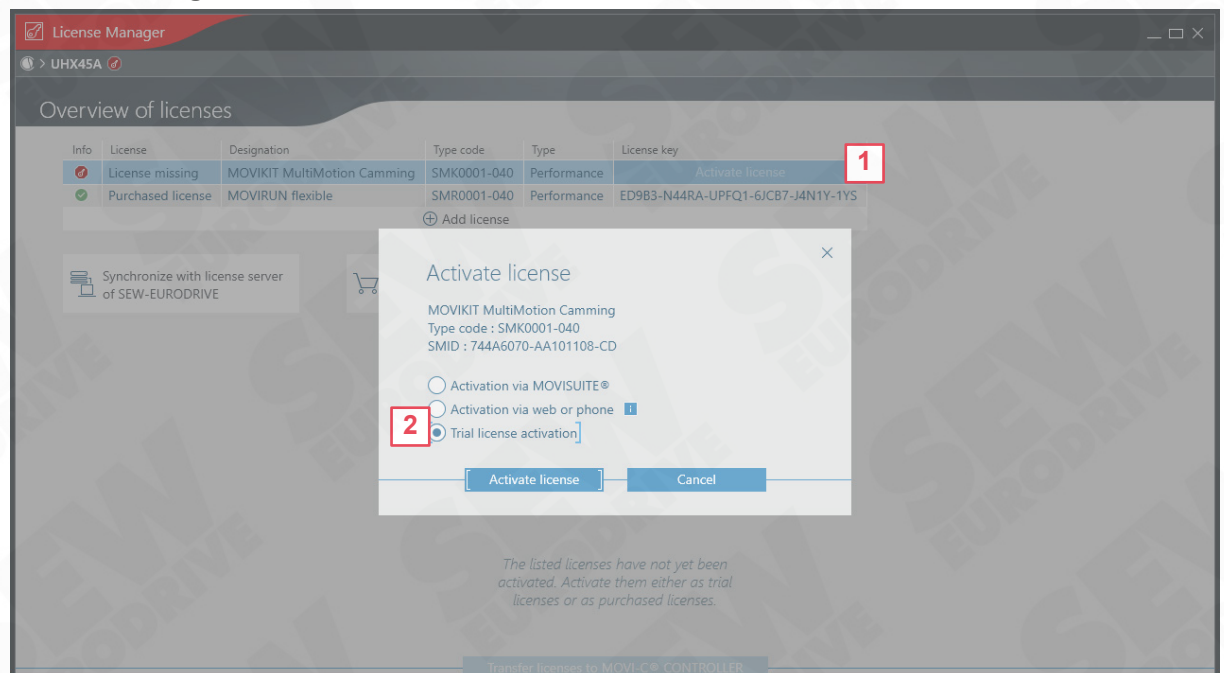 License Manager
> UHX45A
Overview of licenses
Info License Designation Type code Type License key
License missing MOVIKIT MultiMotion Camming SMK0001-040 Performance Activate license
1
Purchased license MOVIRUN flexible SMR0001-040 Performance ED9B3-N44RA-UPFQ1-6JCB7-J4N1Y-1YS
Add license
Synchronize with license server
of SEW-EURODRIVE
Activate license
MOVIKIT MultiMotion Camming
Type code : SMK0001-040
SMID : 744A6070-AA101108-CD
Activation via MOVISUITE®
Activation via web or phone i
2
Trial license activation
Activate license Cancel
The listed licenses have not yet been
activated. Activate them either as trial
licenses or as purchased licenses.
Transfer licenses to MOVI-C® CONTROLLER
SEW
EURODRIVE